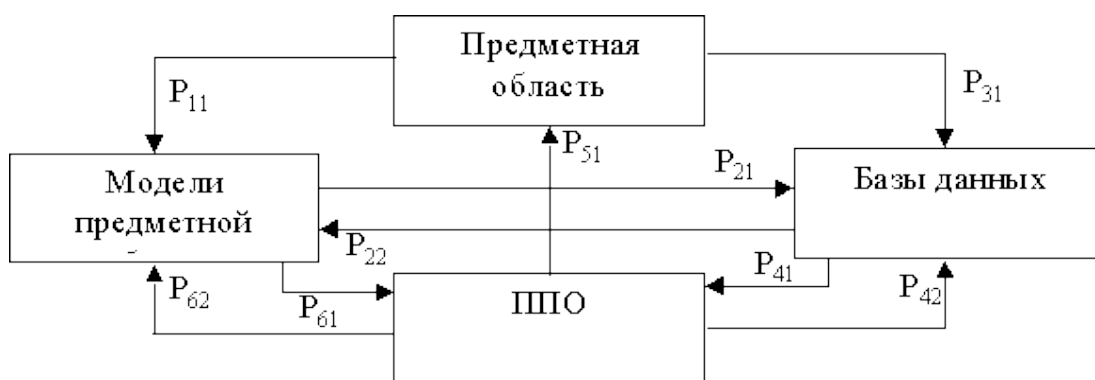 Предметная
область
P11
P31
P51
Модели
предметной
P21
Базы данных
P22
P41
P62
P61
ППО
P42